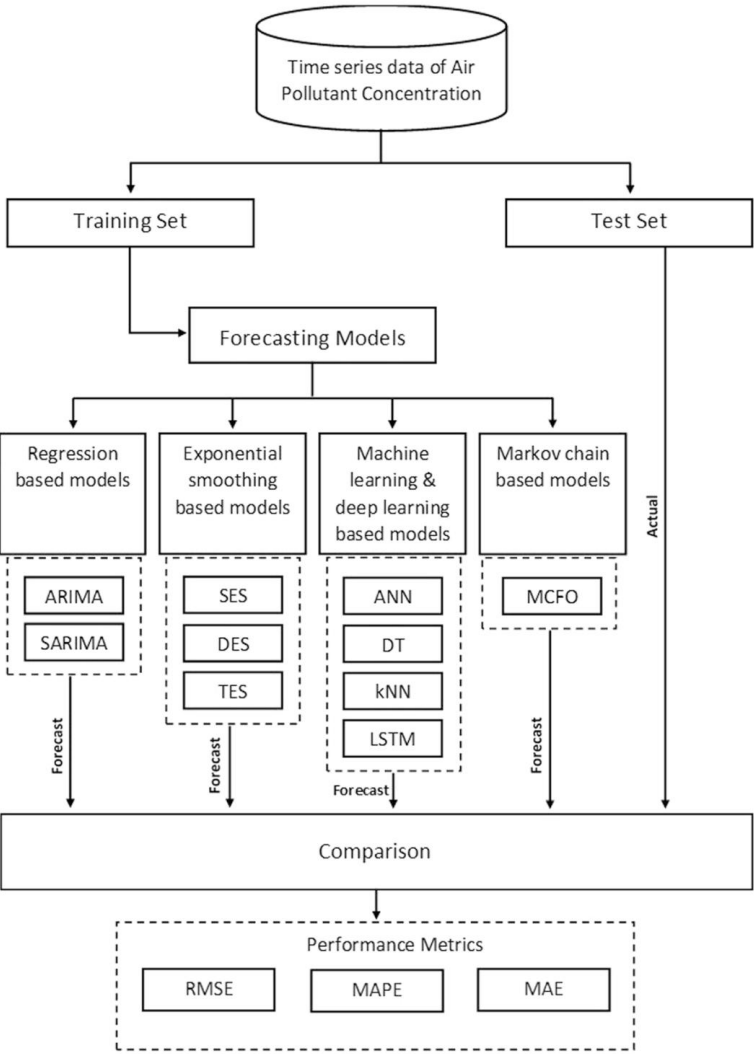 Time series data of Air
Pollutant Concentration
Training Set
Test Set
Forecasting Models
Regression
based models
Exponential
smoothing
based models
Machine
learning &
deep learning
based models
Markov chain
based models
Actual
ARIMA
SARIMA
SES
DES
TES
ANN
DT
kNN
LSTM
MCFO
Forecast
Forecast
Forecast
Forecast
Comparison
Performance Metrics
RMSE
MAPE
MAE